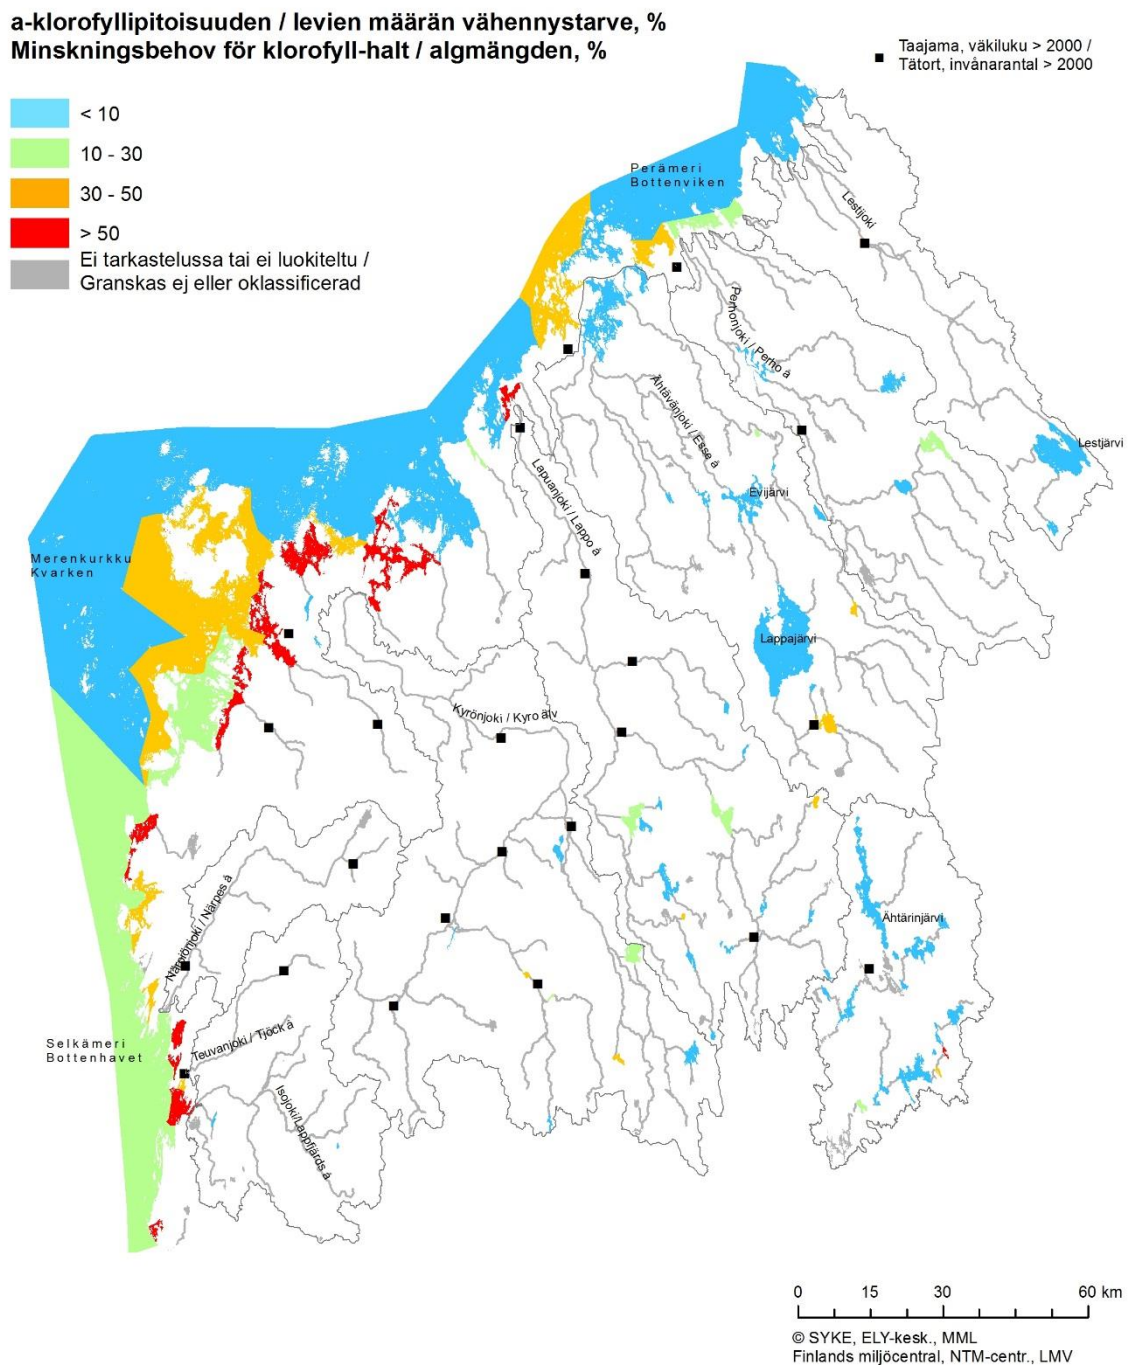 a-klorofyllipitoisuuden / levien määrän vähennystarve, %
Minskningsbehov för klorofyll-halt / algmängden, %
Taajama, väkiluku > 2000 /
Tätort, invånarantal > 2000
< 10
10 - 30
30 - 50
> 50
Ei tarkastelussa tai ei luokiteltu /
Granskas ej eller oklassificerad
Perämeri
Bottenviken
Lestijoki
Perhonjoki / Perho å
Ähtävänjoki / Esse å
Lestjärvi
Lapuanjoki / Lappo å
Evijärvi
Merenkurkku
Kvarken
Lappajärvi
Kyrönjoki / Kyro älv
Närpiönjoki / Närpes å
Ähtärinjärvi
Selkämeri
Bottenhavet
Teuvanjoki / Tjöck å
Isojoki/Lappfjärds å
0 15 30 60 km
© SYKE, ELY-kesk., MML
Finlands miljöcentral, NTM-centr., LMV